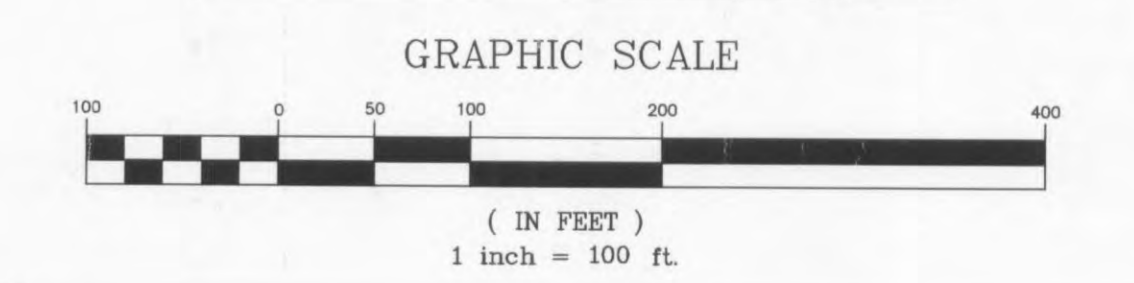 GRAPHIC SCALE
100 0 50 100 200 400
( IN FEET )
1 inch = 100 ft.